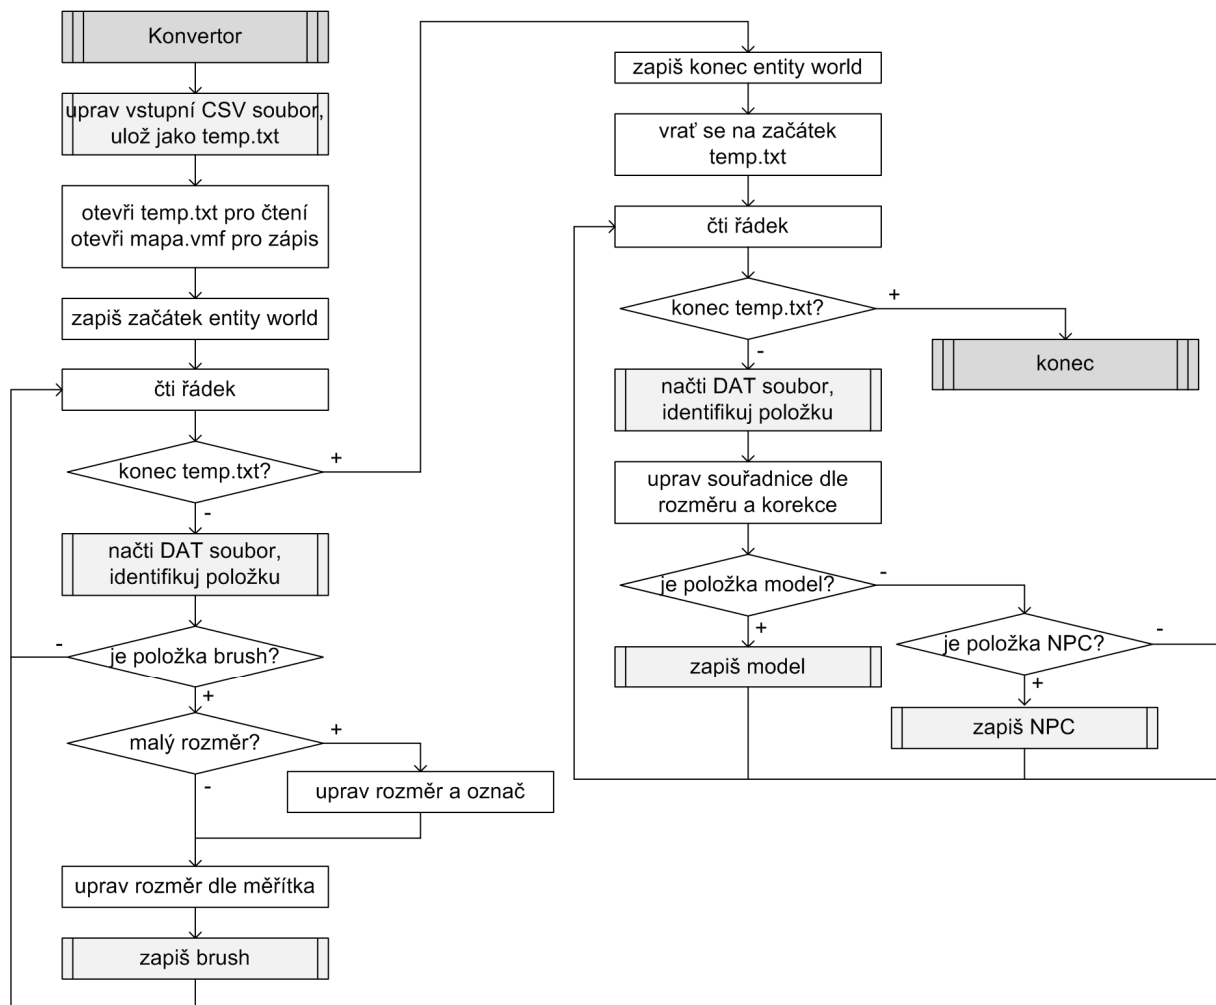 Konvertor
uprav vstupní CSV soubor,
ulož jako temp.txt
otevři temp.txt pro čtení
otevři mapa.vmf pro zápis
zapiš začátek entity world
čti řádek
konec temp.txt?
+
-
načti DAT soubor,
identifikuj položku
je položka brush?
-
+
malý rozměr?
+
-
uprav rozměr a označ
uprav rozměr dle měřítka
zapiš brush
zapiš konec entity world
vrať se na začátek
temp.txt
čti řádek
konec temp.txt?
+
-
konec
načti DAT soubor,
identifikuj položku
uprav souřadnice dle
rozměru a korekce
je položka model?
-
+
zapiš model
je položka NPC?
-
+
zapiš NPC